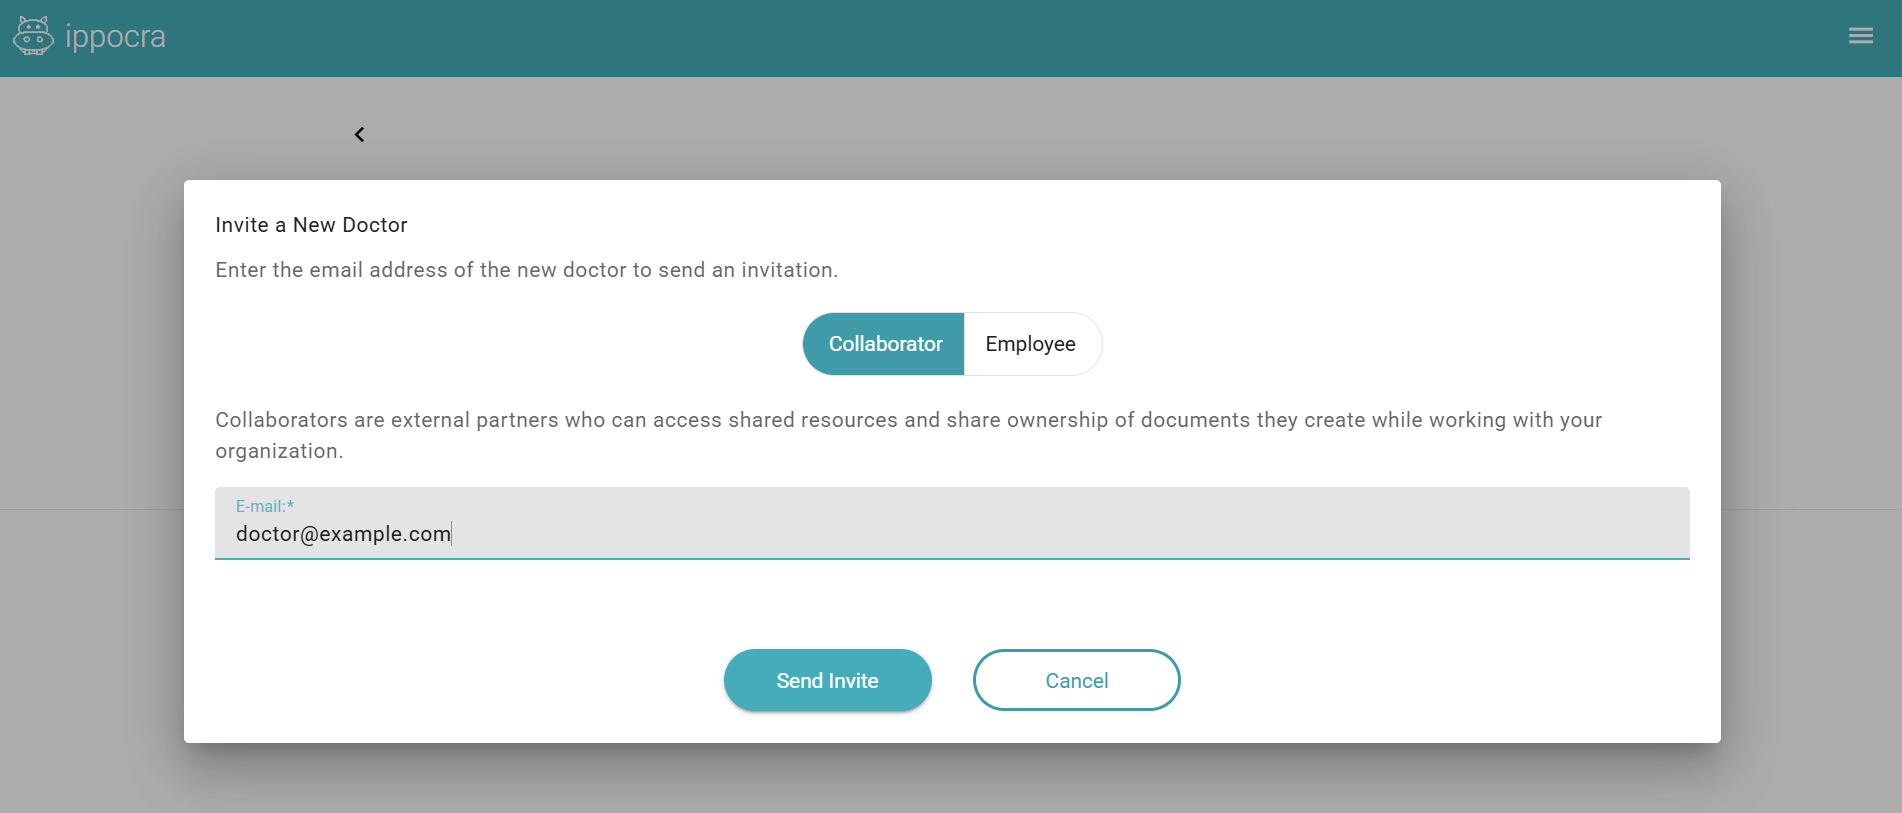 ippocra
Invite a New Doctor
Enter the email address of the new doctor to send an invitation.
Collaborator Employee
Collaborators are external partners who can access shared resources and share ownership of documents they create while working with your
organization.
E-mail:*
doctor@example.com
Send Invite Cancel